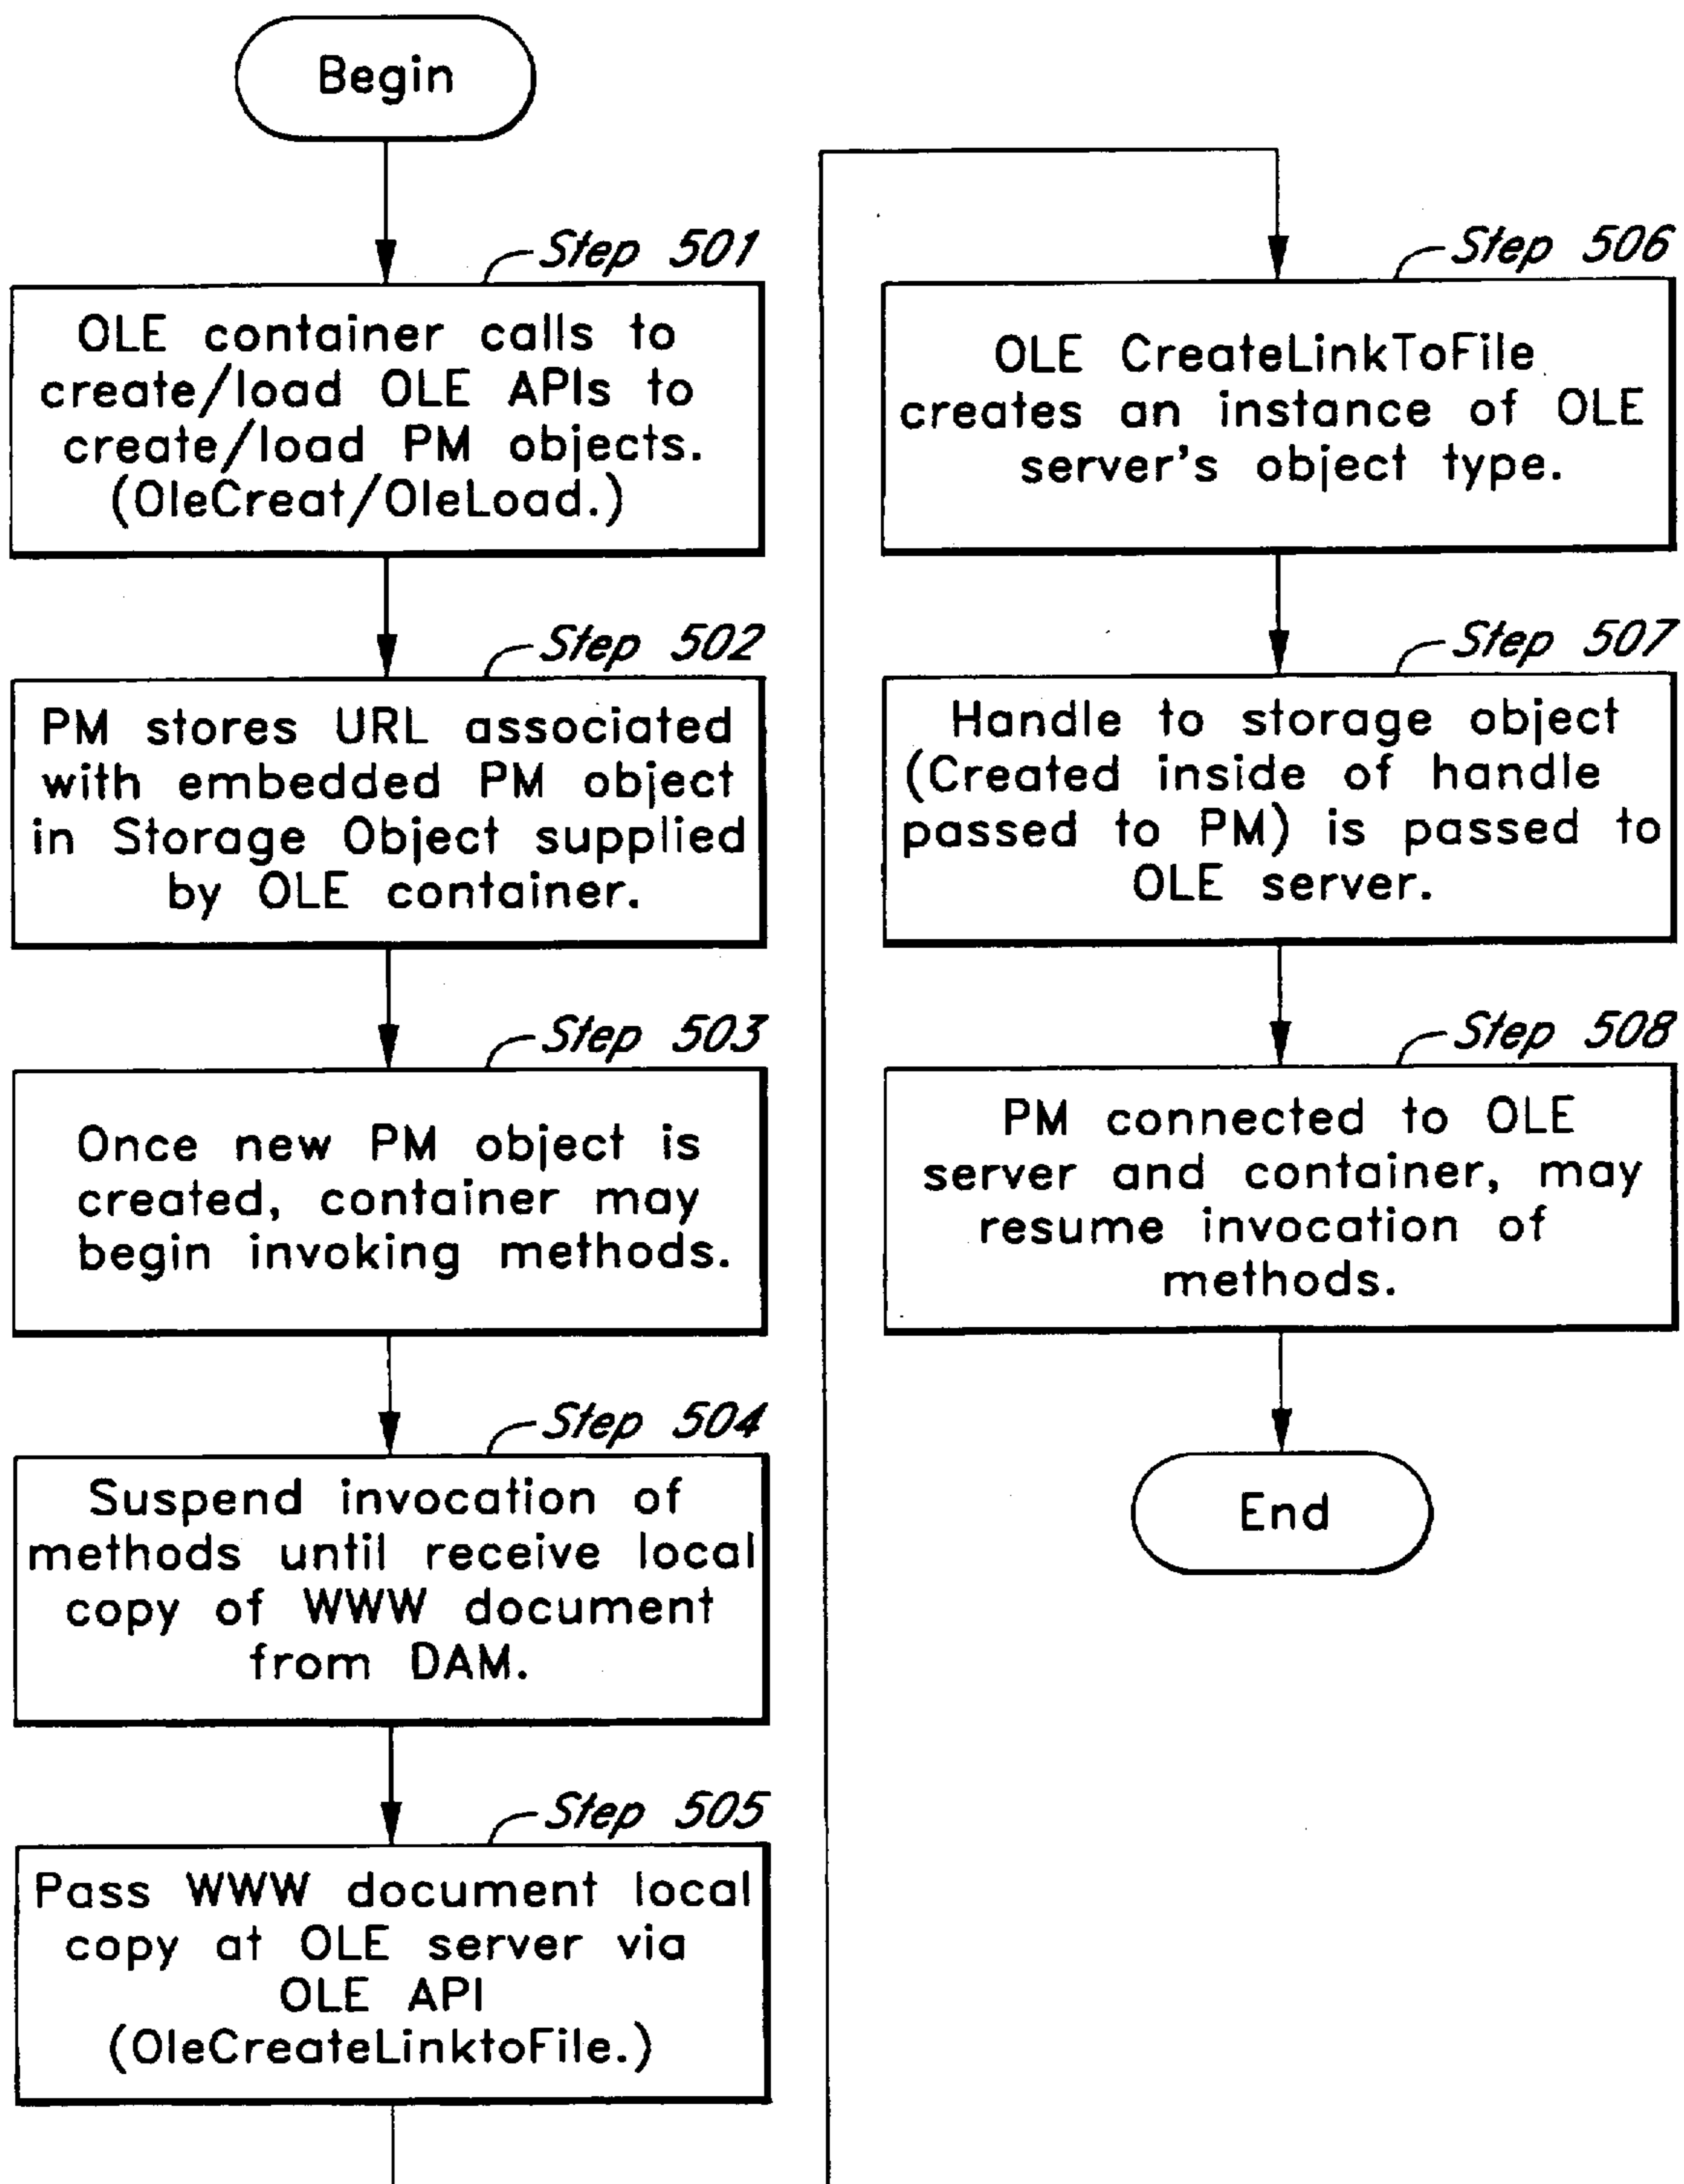 Begin
Step 501
OLE container calls to
create/load OLE APIs to
create/load PM objects.
(OleCreat/OleLoad.)
Step 502
PM stores URL associated
with embedded PM object
in Storage Object supplied
by OLE container.
Step 503
Once new PM object is
created, container may
begin invoking methods.
Step 504
Suspend invocation of
methods until receive local
copy of WWW document
from DAM.
Step 505
Pass WWW document local
copy at OLE server via
OLE API
(OleCreateLinktoFile.)
Step 506
OLE CreateLinkToFile
creates an instance of OLE
server's object type.
Step 507
Handle to storage object
(Created inside of handle
passed to PM) is passed to
OLE server.
Step 508
PM connected to OLE
server and container, may
resume invocation of
methods.
End